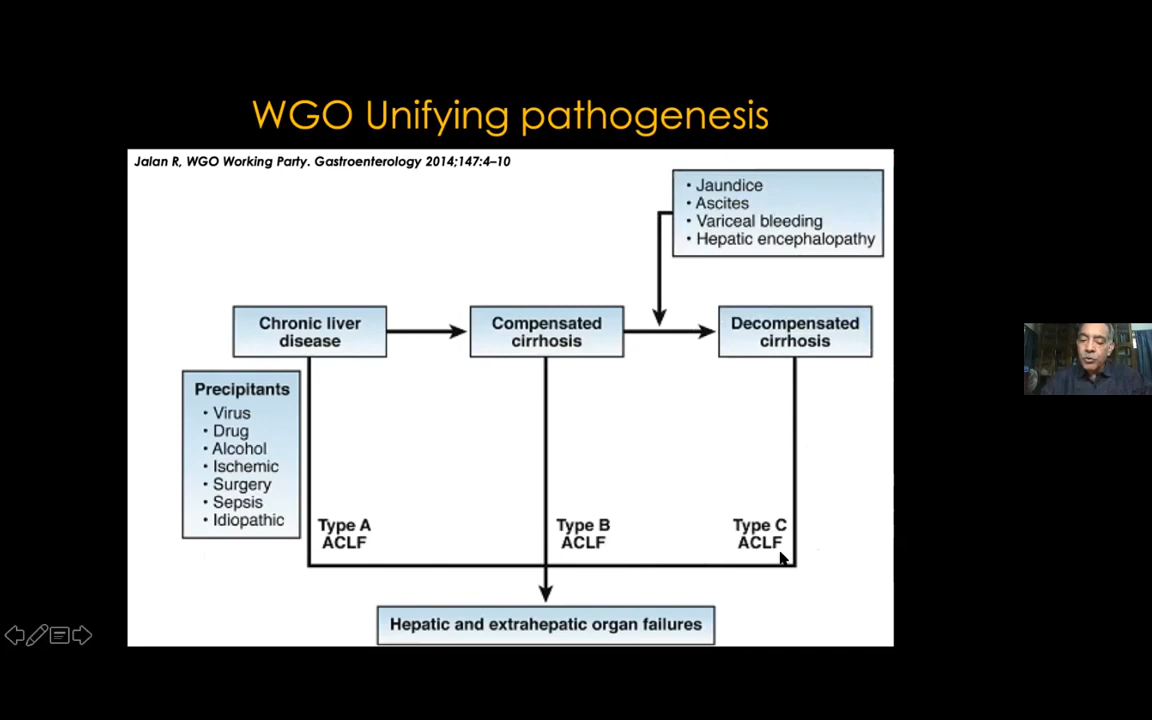 WGO Unifying pathogenesis
Jalan R, WGO Working Party. Gastroenterology 2014;147:4–10
• Jaundice
• Ascites
• Variceal bleeding
• Hepatic encephalopathy
Chronic liver
disease
Compensated
cirrhosis
Decompensated
cirrhosis
Precipitants
• Virus
• Drug
• Alcohol
• Ischemic
• Surgery
• Sepsis
• Idiopathic
Type A
ACLF
Type B
ACLF
Type C
ACLF
Hepatic and extrahepatic organ failures